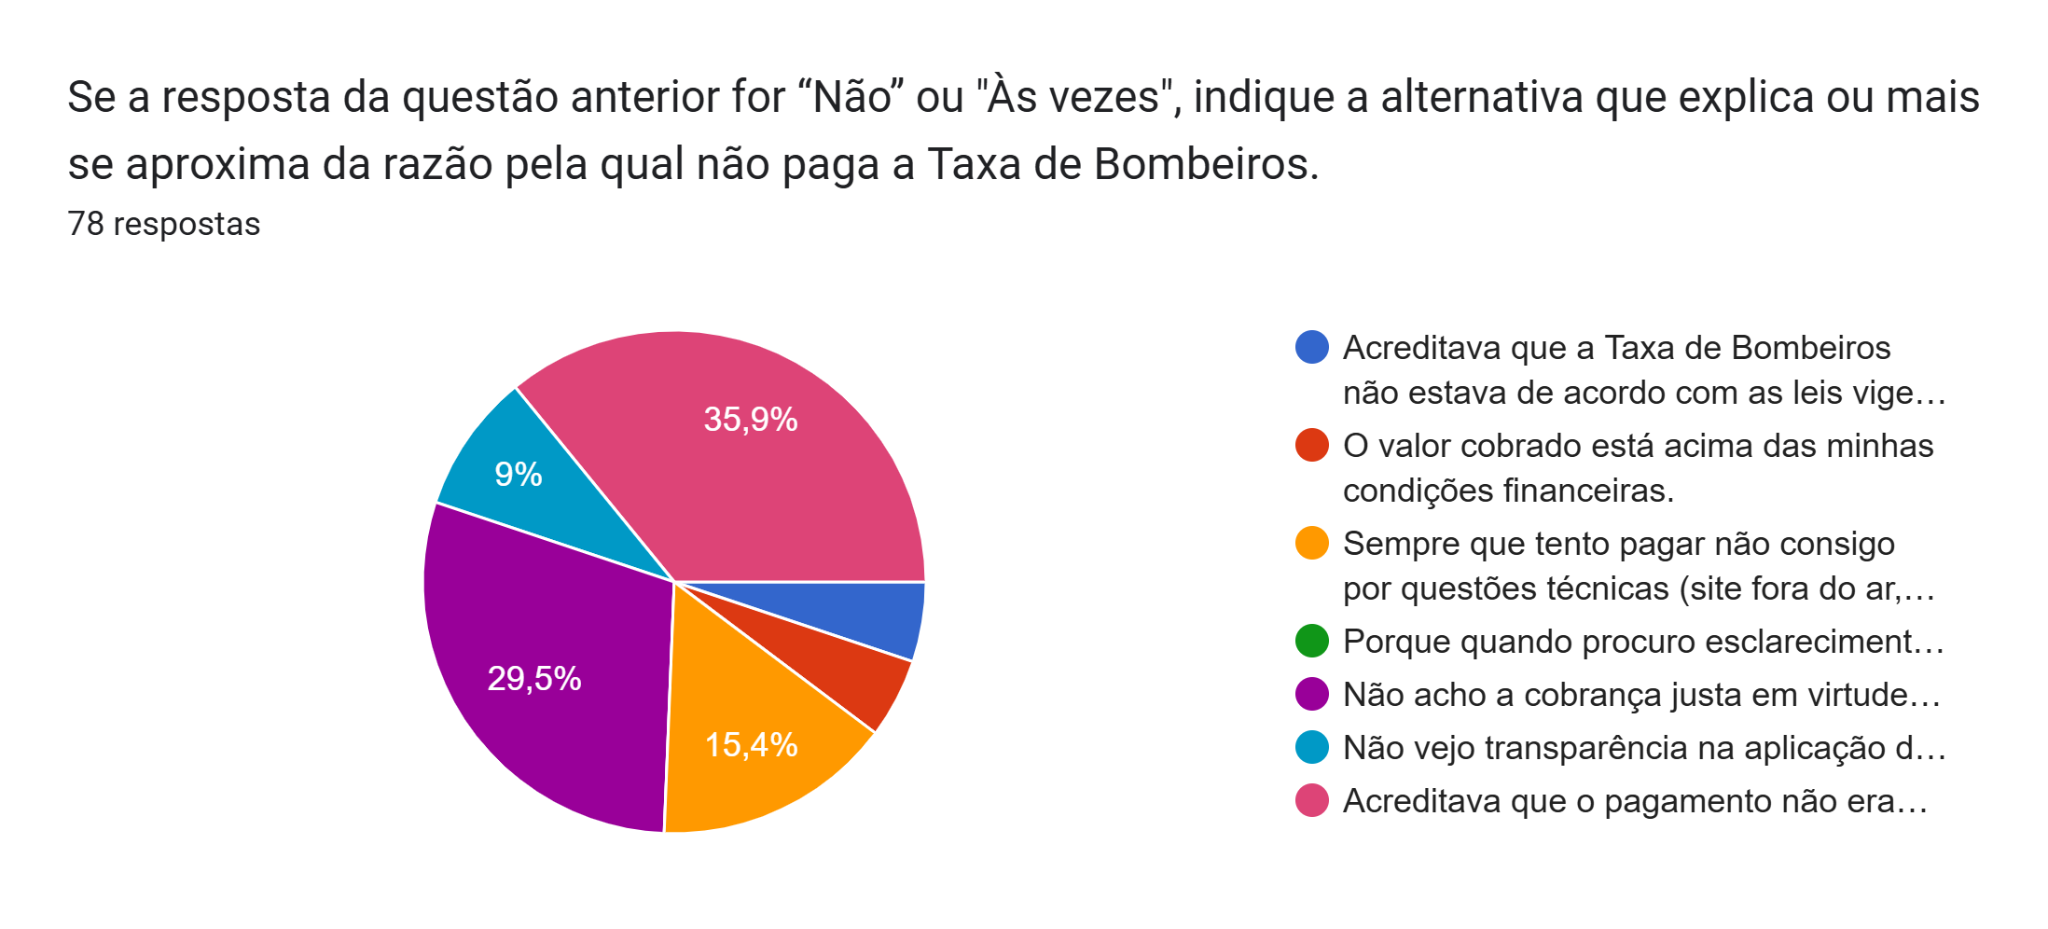 Se a resposta da questão anterior for “Não” ou "Às vezes", indique a alternativa que explica ou mais
se aproxima da razão pela qual não paga a Taxa de Bombeiros.
78 respostas
35,9%
9%
29,5%
15,4%
Acreditava que a Taxa de Bombeiros
não estava de acordo com as leis vige…
O valor cobrado está acima das minhas
condições financeiras.
Sempre que tento pagar não consigo
por questões técnicas (site fora do ar,…
Porque quando procuro esclareciment…
Não acho a cobrança justa em virtude…
Não vejo transparência na aplicação d…
Acreditava que o pagamento não era…